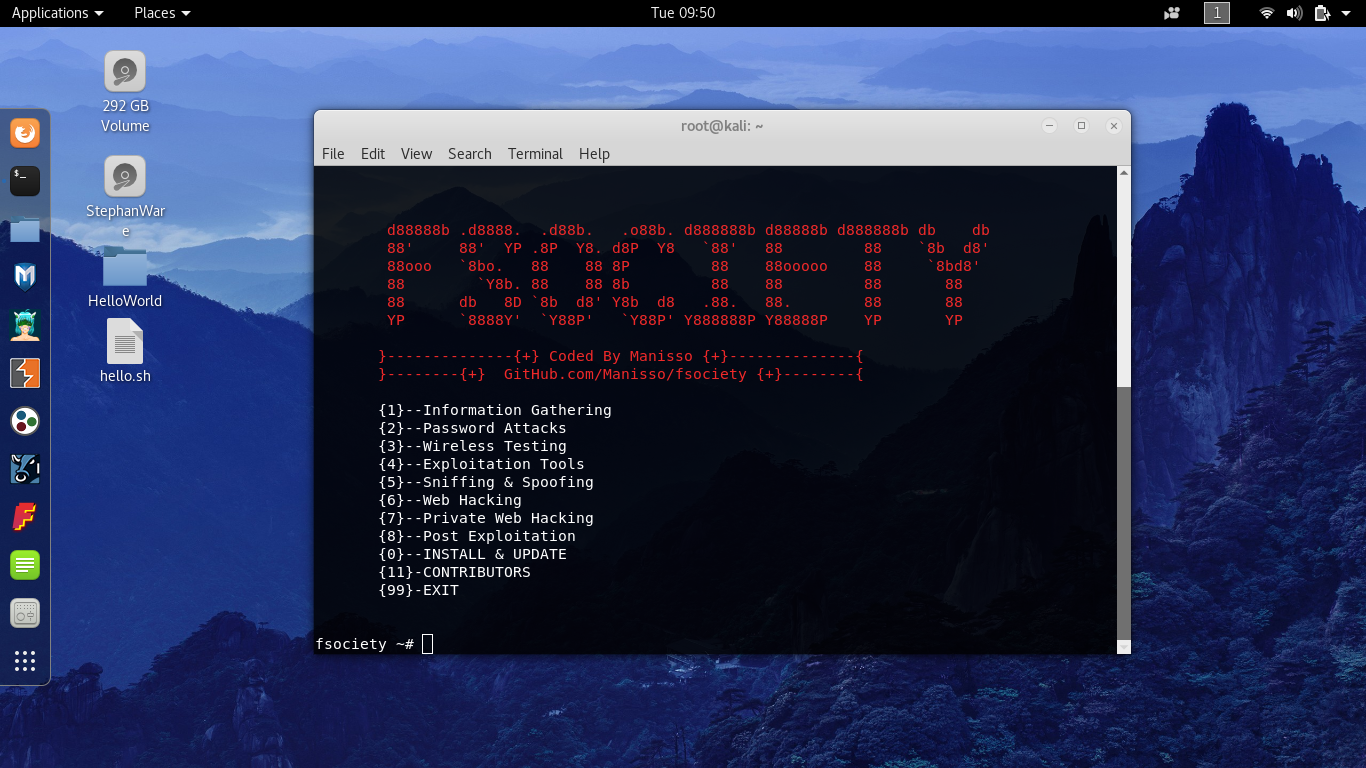 Applications Places Tue 09:50 1
292 GB
Volume
StephanWar
e
HelloWorld
hello.sh
$_
root@kali: ~
File Edit View Search Terminal Help
d88888b .d8888.  .d88b.   .o88b. d888888b d88888b d888888b db    db
88'     88'  YP .8P  Y8. d8P  Y8   `88'   88         88    `8b  d8'
88ooo   `8bo.   88    88 8P         88    88ooooo    88     `8bd8'
88        `Y8b. 88    88 8b         88    88         88       88
88      db   8D `8b  d8' Y8b  d8   .88.   88.        88       88
YP      `8888Y'  `Y88P'   `Y88P' Y888888P Y88888P    YP       YP
}--------------{+} Coded By Manisso {+}--------------{
}--------{+}  GitHub.com/Manisso/fsociety {+}--------{
{1}--Information Gathering
{2}--Password Attacks
{3}--Wireless Testing
{4}--Exploitation Tools
{5}--Sniffing & Spoofing
{6}--Web Hacking
{7}--Private Web Hacking
{8}--Post Exploitation
{0}--INSTALL & UPDATE
{11}-CONTRIBUTORS
{99}-EXIT
fsociety ~#